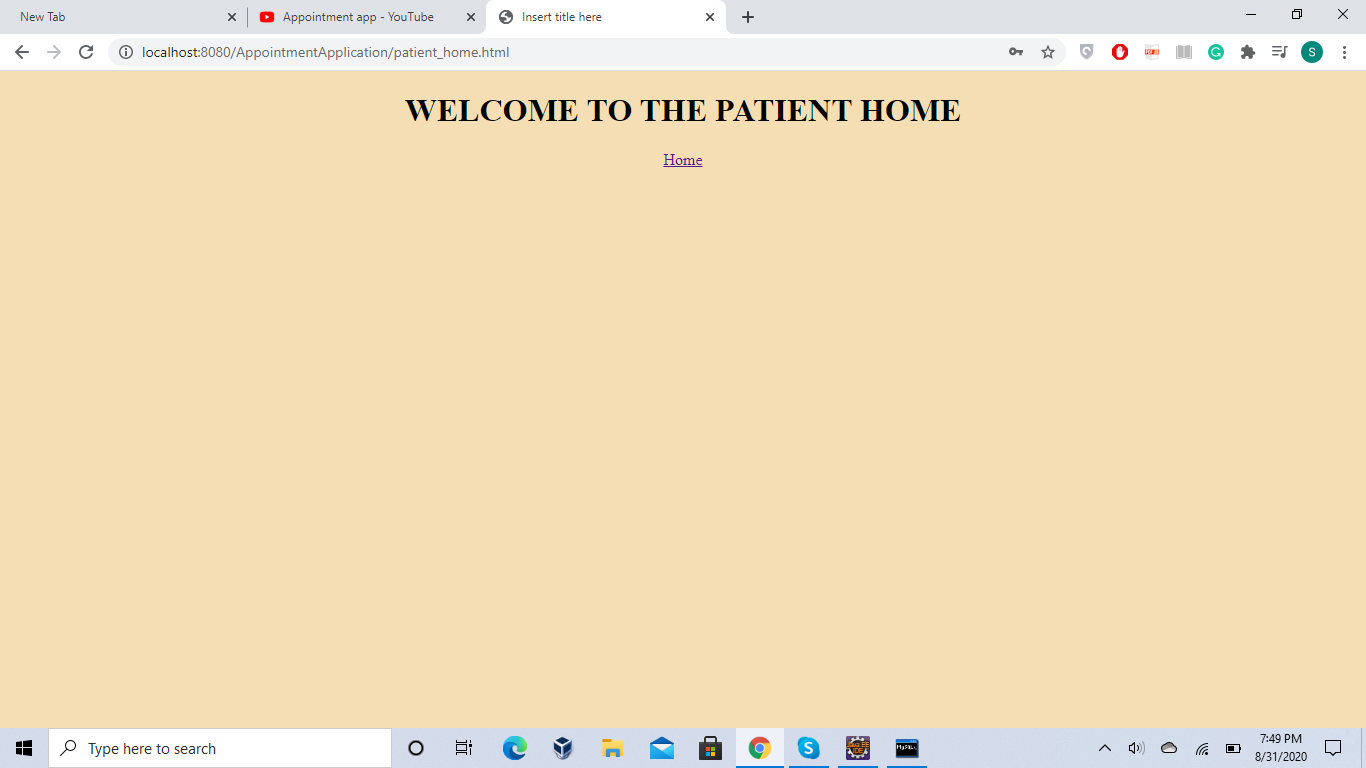 New Tab
Appointment app - YouTube
Insert title here
localhost:8080/AppointmentApplication/patient_home.html
S
WELCOME TO THE PATIENT HOME
Home
Type here to search
7:49 PM
8/31/2020